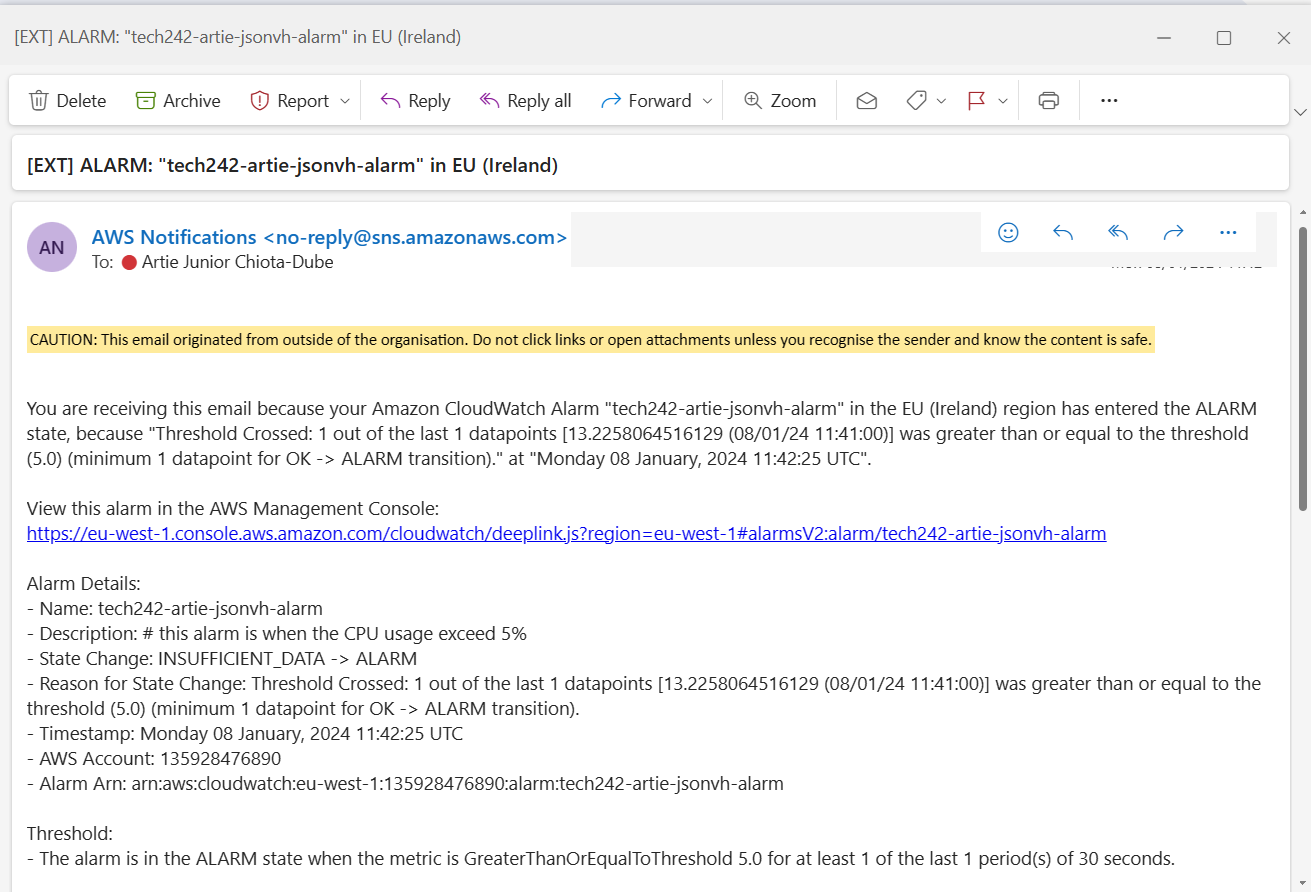 [EXT] ALARM: "tech242-artie-jsonvh-alarm" in EU (Ireland)
Delete Archive Report Reply Reply all Forward Zoom
[EXT] ALARM: "tech242-artie-jsonvh-alarm" in EU (Ireland)
AN
AWS Notifications <no-reply@sns.amazonaws.com>
To: Artie Junior Chiota-Dube
CAUTION: This email originated from outside of the organisation. Do not click links or open attachments unless you recognise the sender and know the content is safe.
You are receiving this email because your Amazon CloudWatch Alarm "tech242-artie-jsonvh-alarm" in the EU (Ireland) region has entered the ALARM
state, because "Threshold Crossed: 1 out of the last 1 datapoints [13.2258064516129 (08/01/24 11:41:00)] was greater than or equal to the threshold
(5.0) (minimum 1 datapoint for OK -> ALARM transition)." at "Monday 08 January, 2024 11:42:25 UTC".
View this alarm in the AWS Management Console:
https://eu-west-1.console.aws.amazon.com/cloudwatch/deeplink.js?region=eu-west-1#alarmsV2:alarm/tech242-artie-jsonvh-alarm
Alarm Details:
- Name: tech242-artie-jsonvh-alarm
- Description: # this alarm is when the CPU usage exceed 5%
- State Change: INSUFFICIENT_DATA -> ALARM
- Reason for State Change: Threshold Crossed: 1 out of the last 1 datapoints [13.2258064516129 (08/01/24 11:41:00)] was greater than or equal to the
threshold (5.0) (minimum 1 datapoint for OK -> ALARM transition).
- Timestamp: Monday 08 January, 2024 11:42:25 UTC
- AWS Account: 135928476890
- Alarm Arn: arn:aws:cloudwatch:eu-west-1:135928476890:alarm:tech242-artie-jsonvh-alarm
Threshold:
- The alarm is in the ALARM state when the metric is GreaterThanOrEqualToThreshold 5.0 for at least 1 of the last 1 period(s) of 30 seconds.